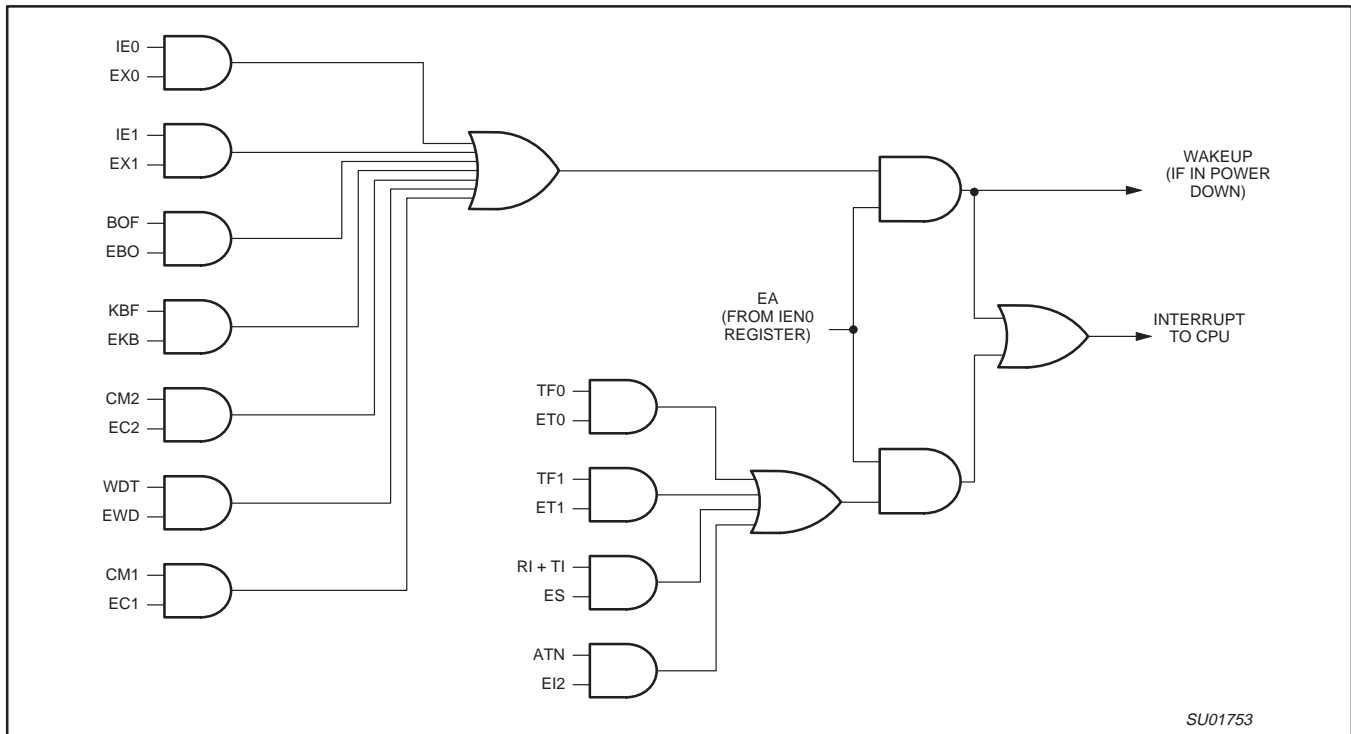 IE0
EX0
IE1
EX1
BOF
EBO
KBF
EKB
CM2
EC2
WDT
EWD
CM1
EC1
EA
(FROM IEN0
REGISTER)
TF0
ET0
TF1
ET1
RI + TI
ES
ATN
EI2
WAKEUP
(IF IN POWER
DOWN)
INTERRUPT
TO CPU
SU01753